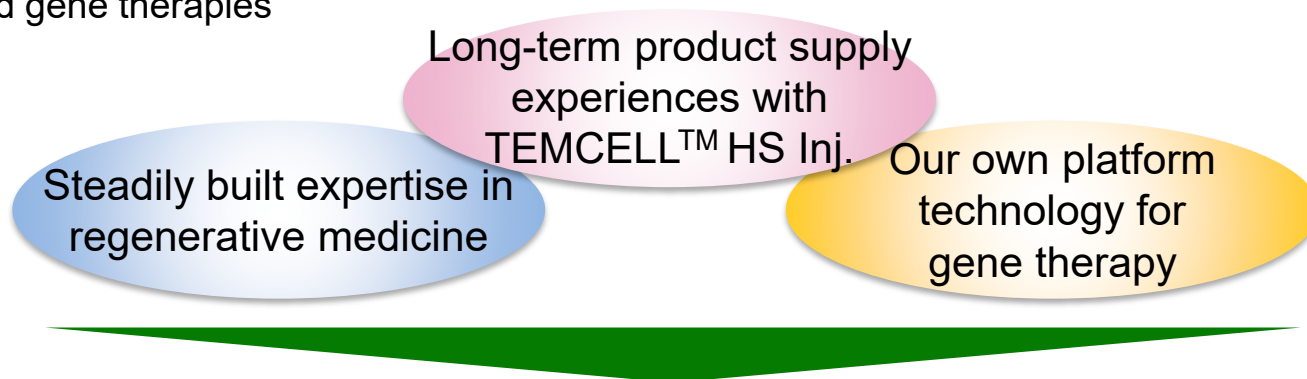 d gene therapies
Long-term product supply
experiences with
TEMCELL™ HS Inj.
Steadily built expertise in
regenerative medicine
Our own platform
technology for
gene therapy